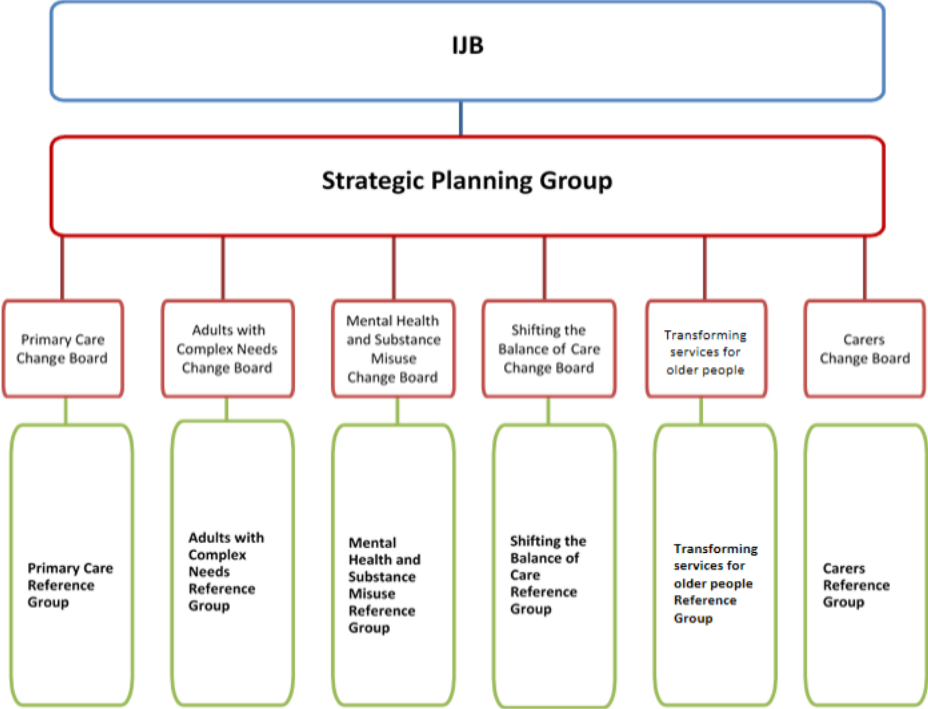 IJB
Strategic Planning Group
Primary Care
Change Board
Adults with
Complex Needs
Change Board
Mental Health
and Substance
Misuse
Change Board
Shifting the
Balance of Care
Change Board
Transforming
services for
older people
Carers
Change Board
Primary Care
Reference
Group
Adults with
Complex
Needs
Reference
Group
Mental
Health and
Substance
Misuse
Reference
Group
Shifting the
Balance of
Care
Reference
Group
Transforming
services for
older people
Reference
Group
Carers
Reference
Group